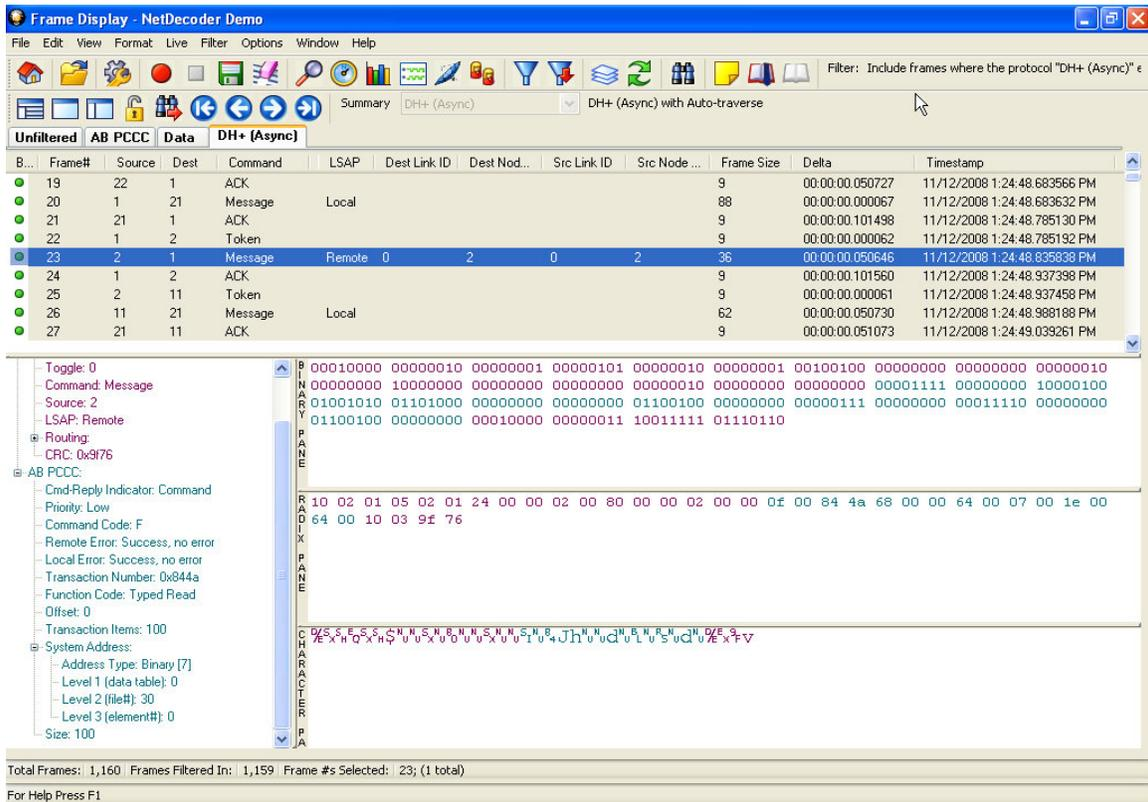 Frame Display - NetDecoder Demo
File Edit View Format Live Filter Options Window Help
Filter: Include frames where the protocol "DH+ (Async)" e
Summary DH+ (Async) DH+ (Async) with Auto-traverse
Unfiltered AB PCCC Data DH+ (Async)
B... Frame# Source Dest Command LSAP Dest Link ID Dest Nod... Src Link ID Src Node ... Frame Size Delta Timestamp
19 22 1 ACK 9 00:00:00.050727 11/12/2008 1:24:48.683566 PM
20 1 21 Message Local 88 00:00:00.000067 11/12/2008 1:24:48.683632 PM
21 21 1 ACK 9 00:00:00.101498 11/12/2008 1:24:48.785130 PM
22 1 2 Token 9 00:00:00.000062 11/12/2008 1:24:48.785192 PM
23 2 1 Message Remote 0 2 0 2 36 00:00:00.050646 11/12/2008 1:24:48.835838 PM
24 1 2 ACK 9 00:00:00.101560 11/12/2008 1:24:48.937398 PM
25 2 11 Token 9 00:00:00.000061 11/12/2008 1:24:48.937458 PM
26 11 21 Message Local 62 00:00:00.050730 11/12/2008 1:24:48.988188 PM
27 21 11 ACK 9 00:00:00.051073 11/12/2008 1:24:49.039261 PM
Toggle: 0
Command: Message
Source: 2
LSAP: Remote
Routing:
CRC: 0x9f76
AB PCCC:
Cmd-Reply Indicator: Command
Priority: Low
Command Code: F
Remote Error: Success, no error
Local Error: Success, no error
Transaction Number: 0x844a
Function Code: Typed Read
Offset: 0
Transaction Items: 100
System Address:
Address Type: Binary [7]
Level 1 (data table): 0
Level 2 (file#): 30
Level 3 (element#): 0
Size: 100
BINARY PANE
00010000 00000010 00000001 00000101 00000010 00000001 00100100 00000000 00000000 00000010
00000000 10000000 00000000 00000000 00000010 00000000 00000000 00001111 00000000 10000100
01001010 01101000 00000000 00000000 01100100 00000000 00000111 00000000 00011110 00000000
01100100 00000000 00010000 00000011 10011111 01110110
RADIX PANE
10 02 01 05 02 01 24 00 00 02 00 80 00 00 02 00 00 0f 00 84 4a 68 00 00 64 00 07 00 1e 00
64 00 10 03 9f 76
CHARACTER PA
Total Frames: 1,160 Frames Filtered In: 1,159 Frame #s Selected: 23; (1 total)
For Help Press F1